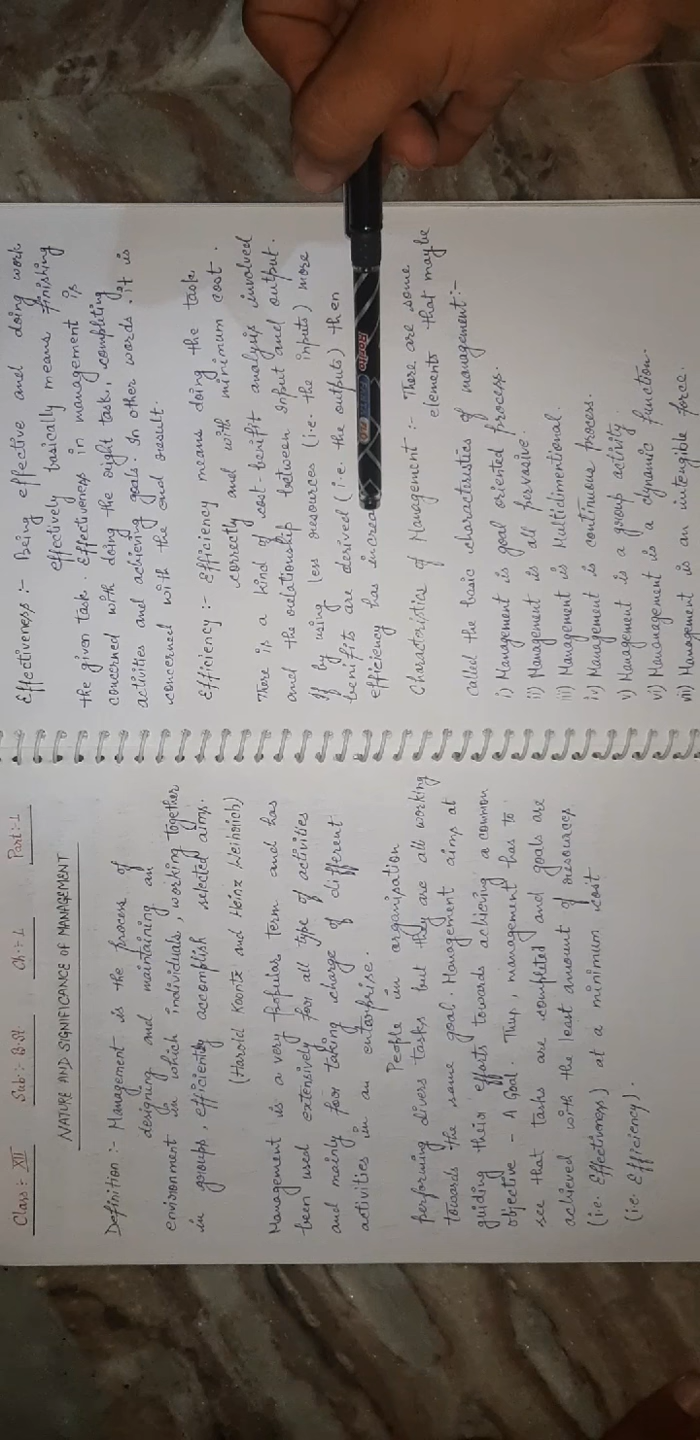 Class:- XII Sub:- B.St. Ch:- 1 Part:- 1
NATURE AND SIGNIFICANCE OF MANAGEMENT
Definition :- Management is the process of
designing and maintaining an
environment in which individuals, working together
in groups, efficiently accomplish selected aims.
(Harold Koontz and Heinz Weihrich)
Management is a very popular term and has
been used extensively for all type of activities
and mainly for taking charge of different
activities in an enterprise.
People in organisation
performing divers tasks but they are all working
towards the same goal. Management aims at
guiding their efforts towards achieving a common
objective - A Goal. Thus, management has to
see that tasks are completed and goals are
achieved with the least amount of resources
(i.e. Effectiveness) at a minimum cost
(i.e. Efficiency).
Effectiveness :- Being effective and doing work
effectively basically means finishing
the given task. Effectiveness in management is
concerned with doing the right task, completing
activities and achieving goals. In other words, it is
concerned with the end result.
Efficiency :- Efficiency means doing the task
correctly and with minimum cost.
There is a kind of cost-benifit analysis involved
and the relationship between Input and output.
If by using less resources (i.e. the inputs) more
benifits are derived (i.e. the outputs) then
efficiency has increa
Characteristics of Management :- There are some
elements that may be
called the basic characteristics of management:-
i) Management is goal oriented process.
ii) Management is all pervasive.
iii) Management is Multidimentional.
iv) Management is continuous process.
v) Management is a group activity.
vi) Mananagement is a dynamic function.
vii) Management is an intengible force.